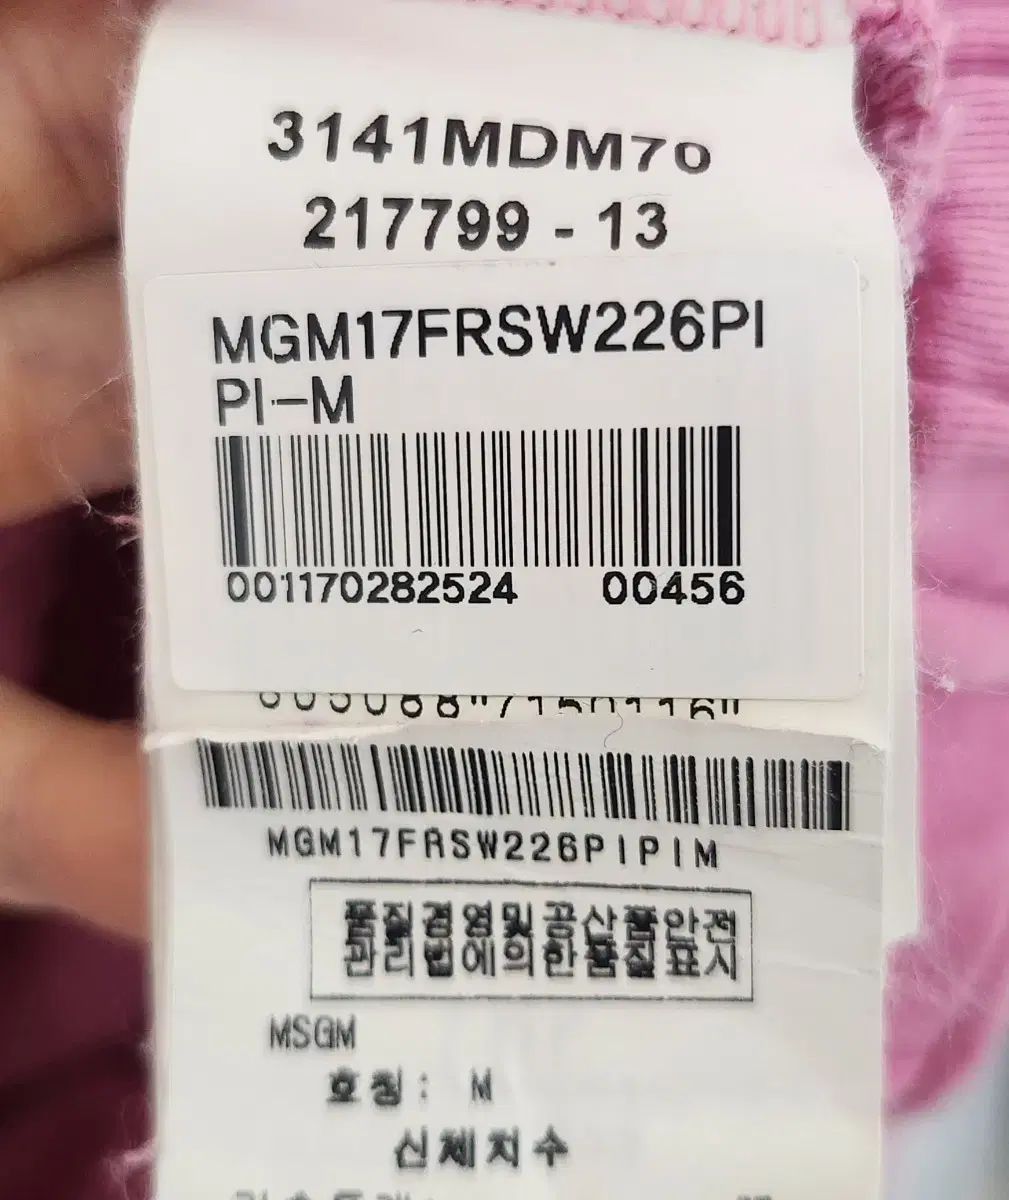 3141MDM70
217799 - 13
MGM17FRSW226PI
PI-M
001170282524 00456
MGM17FRSW226PIPIM
품질경영및공산품안전
관리법에의한품질표시
MSGM
호칭: M
신체치수